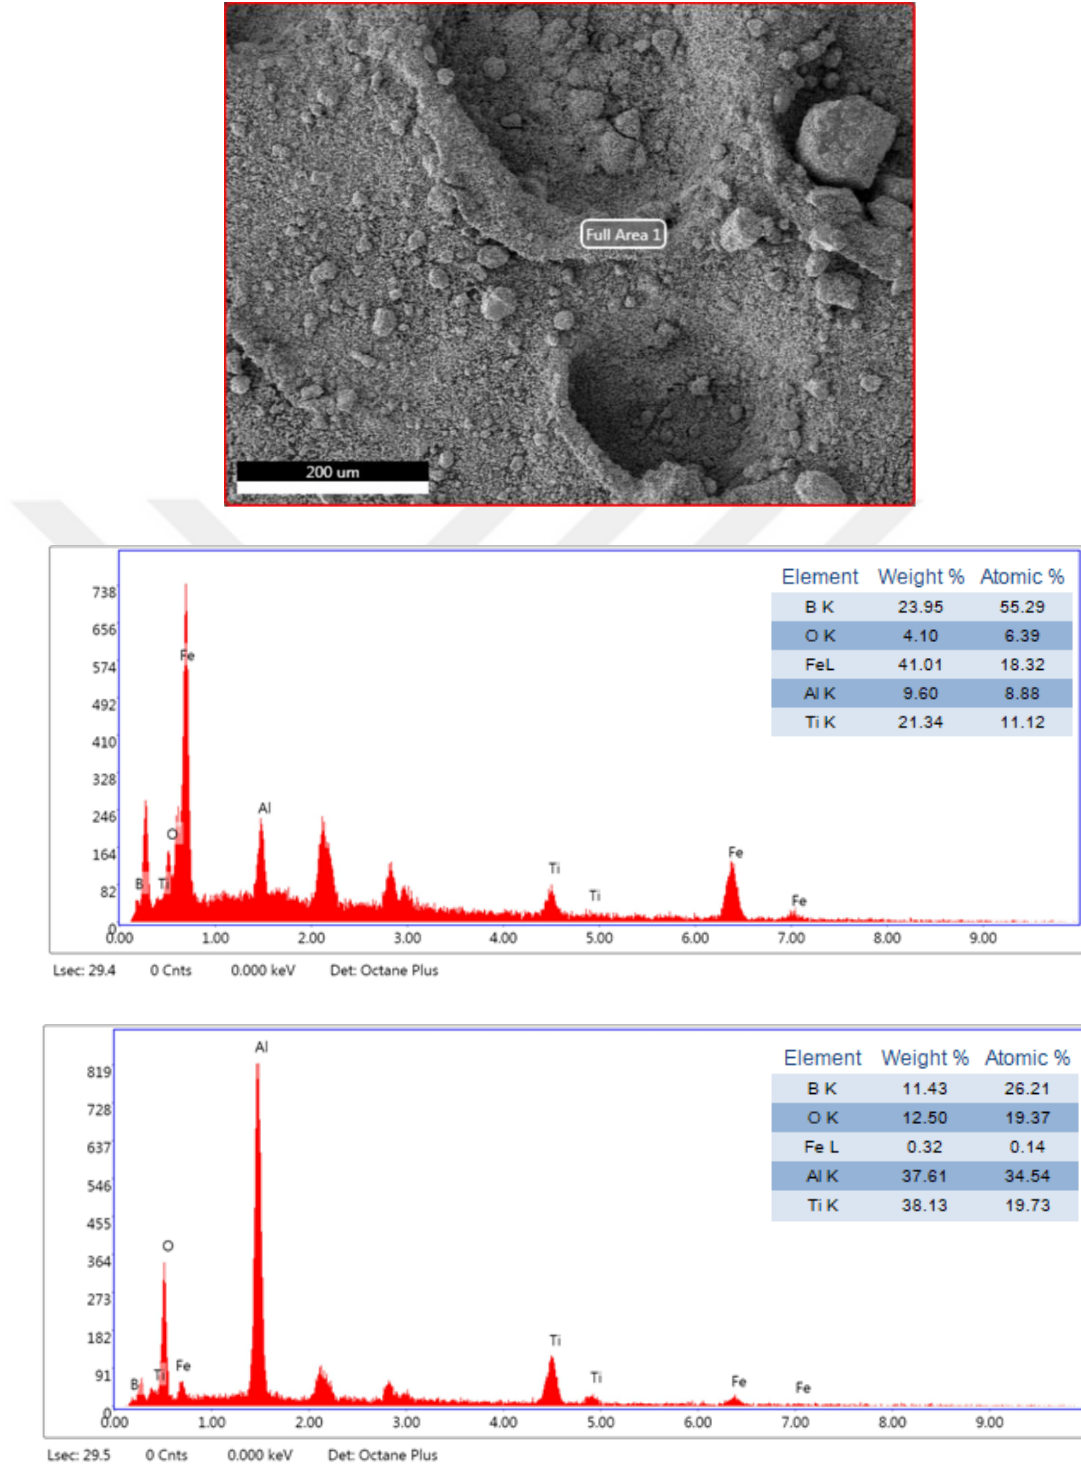 Full Area 1
200 um
Element Weight % Atomic %
B K 23.95 55.29
O K 4.10 6.39
FeL 41.01 18.32
Al K 9.60 8.88
Ti K 21.34 11.12
738
656
574
492
410
328
246
164
82
0
Fe
Al
O
B
Ti
Ti
Ti
Fe
Fe
0.00 1.00 2.00 3.00 4.00 5.00 6.00 7.00 8.00 9.00
Lsec: 29.4 0 Cnts 0.000 keV Det: Octane Plus
Element Weight % Atomic %
B K 11.43 26.21
O K 12.50 19.37
Fe L 0.32 0.14
Al K 37.61 34.54
Ti K 38.13 19.73
819
728
637
546
455
364
273
182
91
0
Al
O
B
Ti
Fe
Ti
Ti
Fe
Fe
0.00 1.00 2.00 3.00 4.00 5.00 6.00 7.00 8.00 9.00
Lsec: 29.5 0 Cnts 0.000 keV Det: Octane Plus